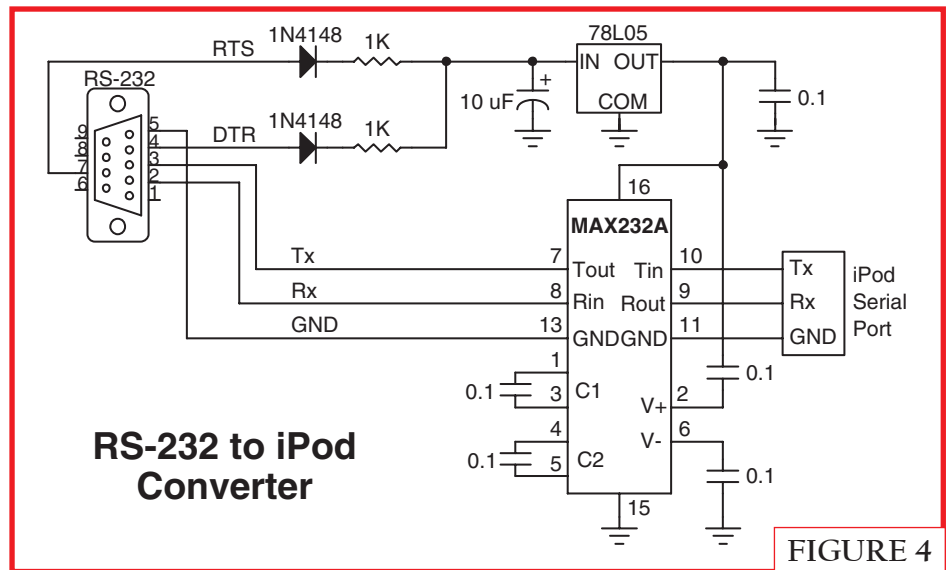 1N4148
1K
78L05
RTS
IN OUT
COM
+
10 uF
0.1
RS-232
1N4148
1K
DTR
5
9
4
8
3
7
2
6
1
16
MAX232A
Tx
7
Tout
Tin
10
Tx
iPod
Serial
Port
Rx
8
Rin
Rout
9
Rx
GND
13
GND
GND
11
GND
1
0.1
3
C1
0.1
2
V+
4
0.1
5
C2
V-
6
0.1
15
RS-232 to iPod
Converter
FIGURE 4